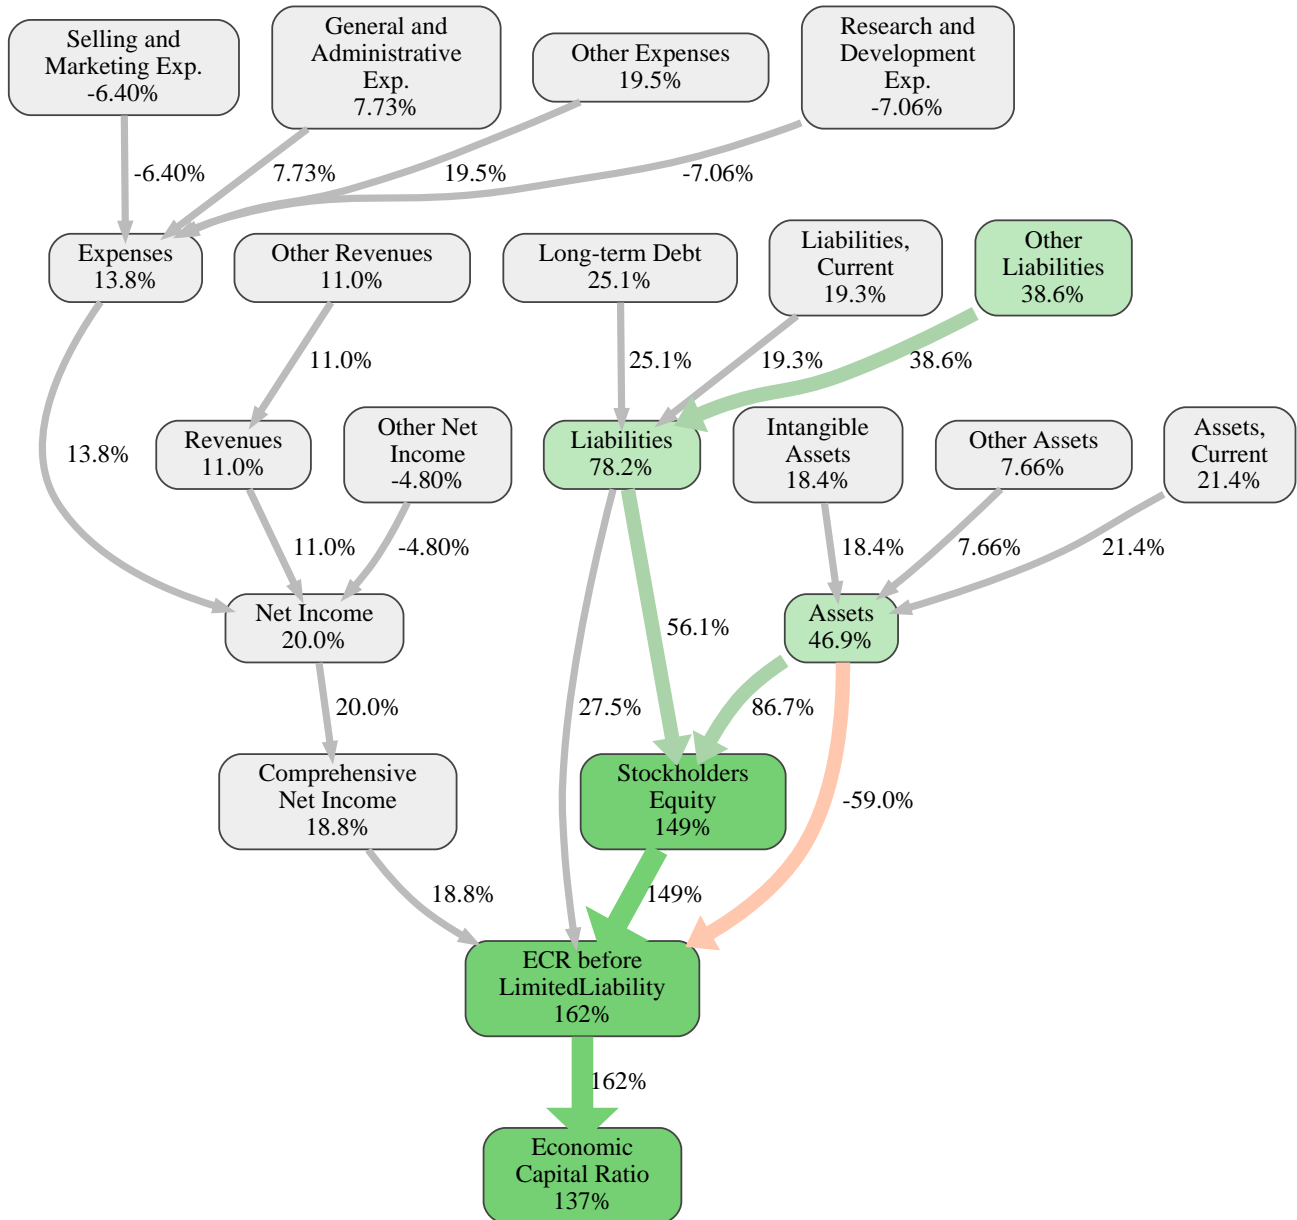 Selling and
Marketing Exp.
-6.40%
General and
Administrative
Exp.
7.73%
Other Expenses
19.5%
Research and
Development
Exp.
-7.06%
-6.40%
7.73%
19.5%
-7.06%
Expenses
13.8%
Other Revenues
11.0%
Long-term Debt
25.1%
Liabilities,
Current
19.3%
Other
Liabilities
38.6%
11.0%
25.1%
19.3%
38.6%
13.8%
Revenues
11.0%
Other Net
Income
-4.80%
Liabilities
78.2%
Intangible
Assets
18.4%
Other Assets
7.66%
Assets,
Current
21.4%
11.0%
-4.80%
18.4%
7.66%
21.4%
Net Income
20.0%
56.1%
Assets
46.9%
20.0%
27.5%
86.7%
Comprehensive
Net Income
18.8%
Stockholders
Equity
149%
-59.0%
18.8%
149%
ECR before
LimitedLiability
162%
162%
Economic
Capital Ratio
137%